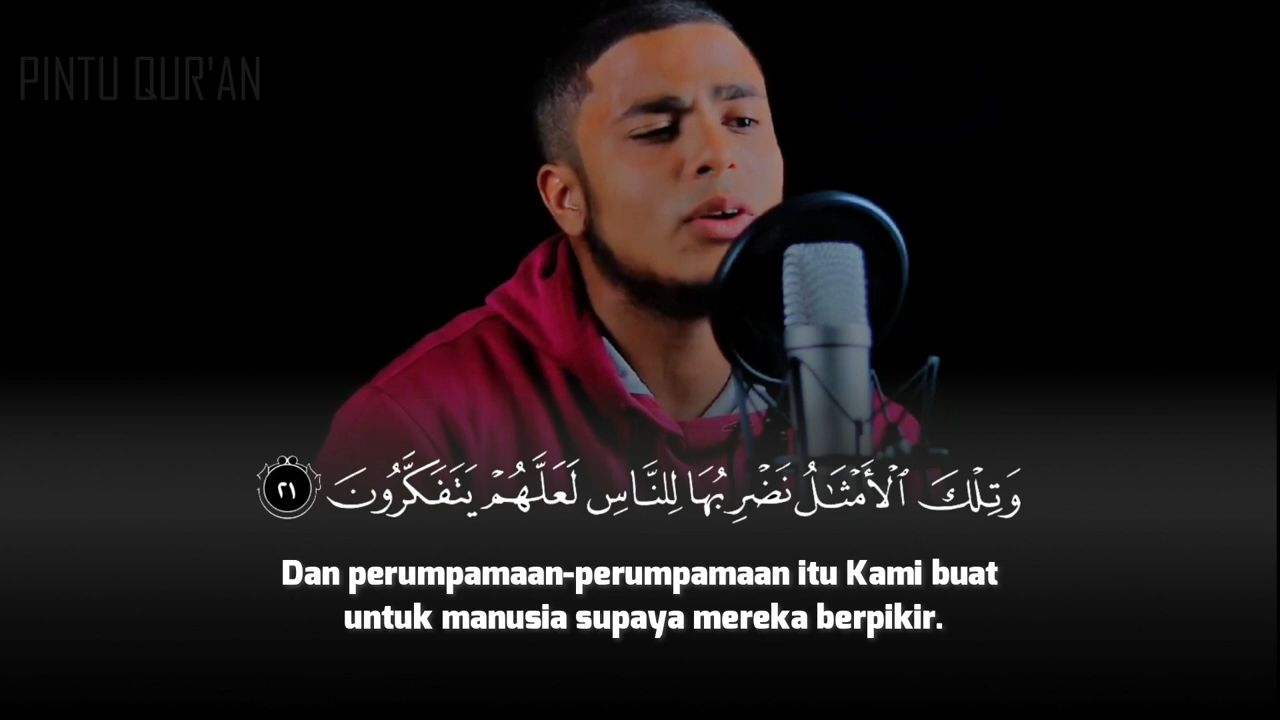 PINTU QUR'AN
وَتِلْكَ ٱلْأَمْثَٰلُ نَضْرِبُهَا لِلنَّاسِ لَعَلَّهُمْ يَتَفَكَّرُونَ ٢١
Dan perumpamaan-perumpamaan itu Kami buat
untuk manusia supaya mereka berpikir.